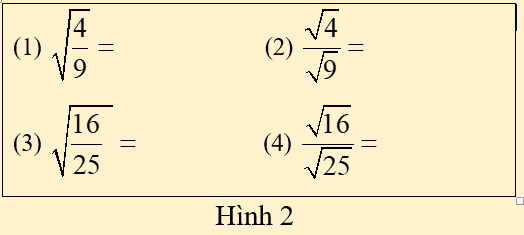 (1) √(4/9) = (2) √4/√9 =
(3) √(16/25) = (4) √16/√25 =
Hình 2